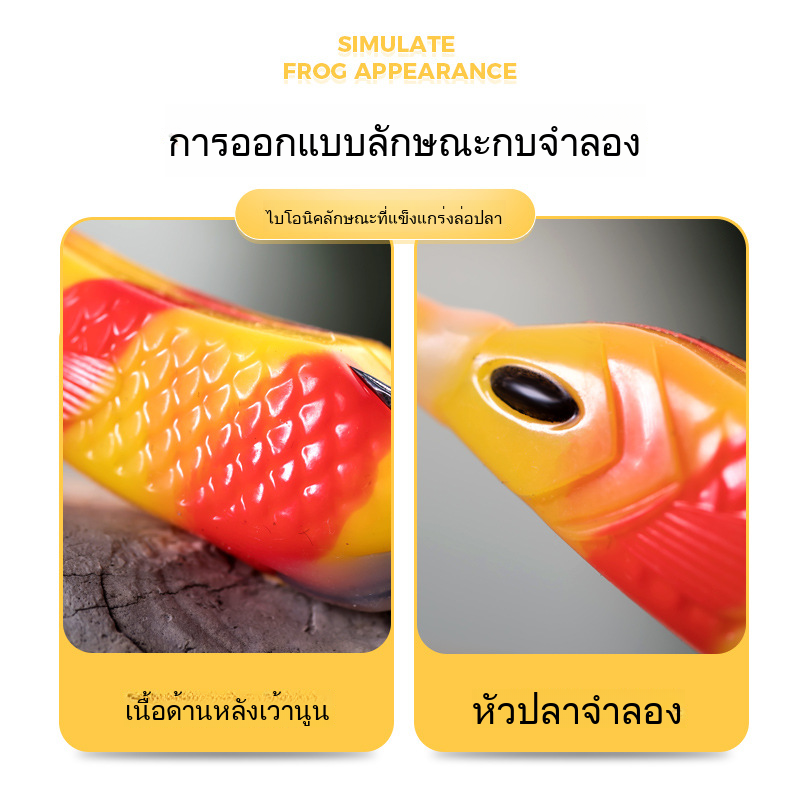 SIMULATE
FROG APPEARANCE
การออกแบบลักษณะกบจำลอง
ไบโอนิคลักษณะที่แข็งแกร่งล่อปลา
เนื้อด้านหลังเว้านูน
หัวปลาจำลอง